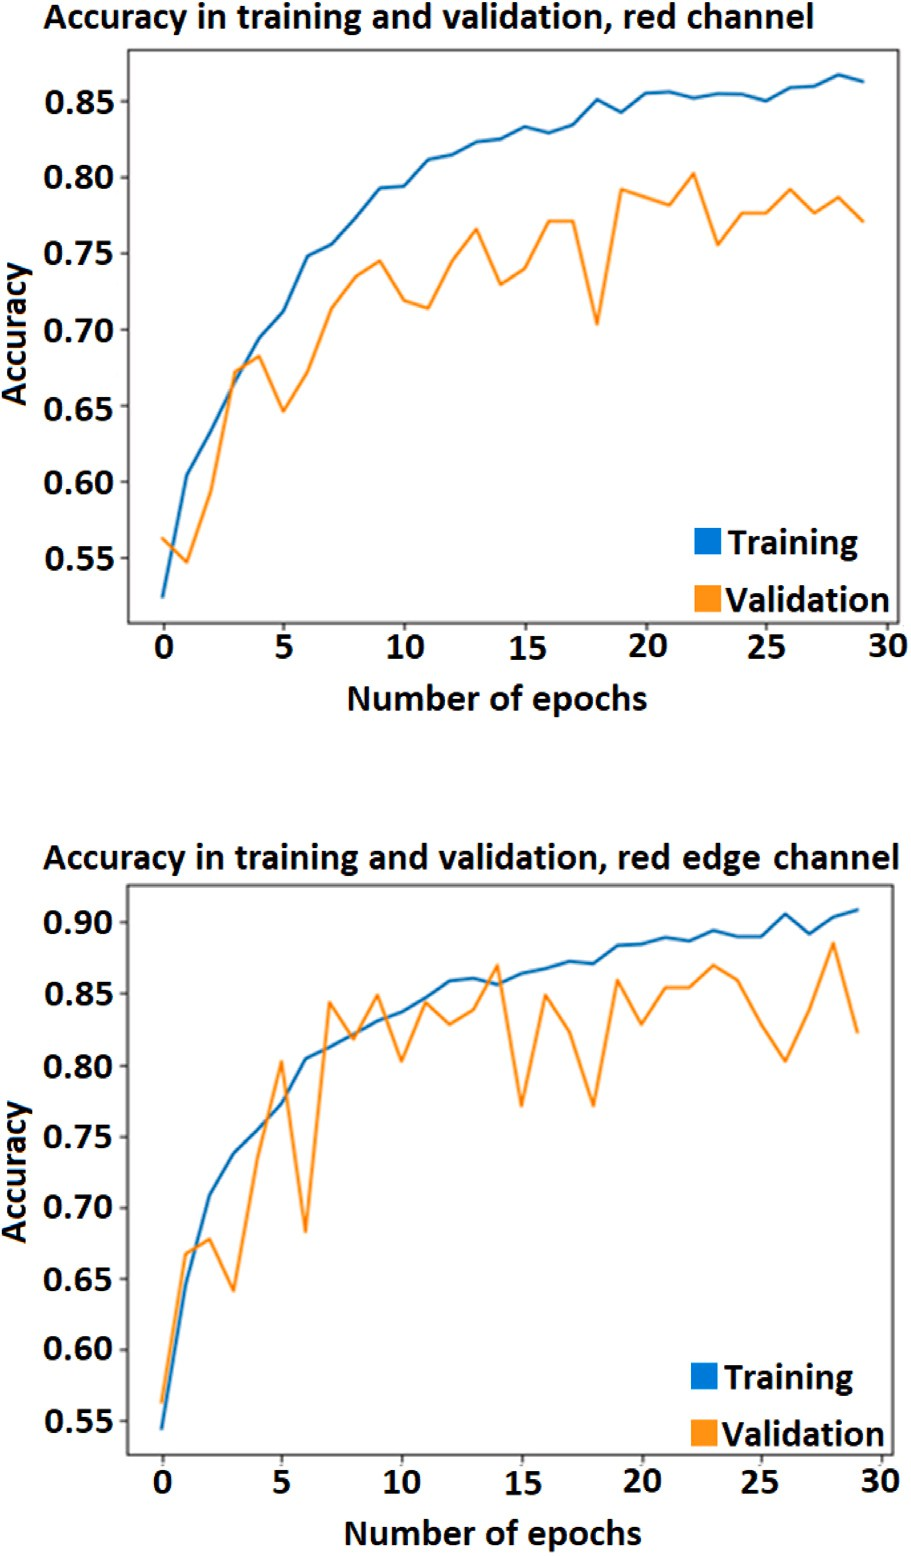 Accuracy in training and validation, red channel
0.85
0.80
0.75
0.70
0.65
0.60
0.55
Accuracy
Training
Validation
0 5 10 15 20 25 30
Number of epochs
Accuracy in training and validation, red edge channel
0.90
0.85
0.80
0.75
0.70
0.65
0.60
0.55
Accuracy
Training
Validation
0 5 10 15 20 25 30
Number of epochs